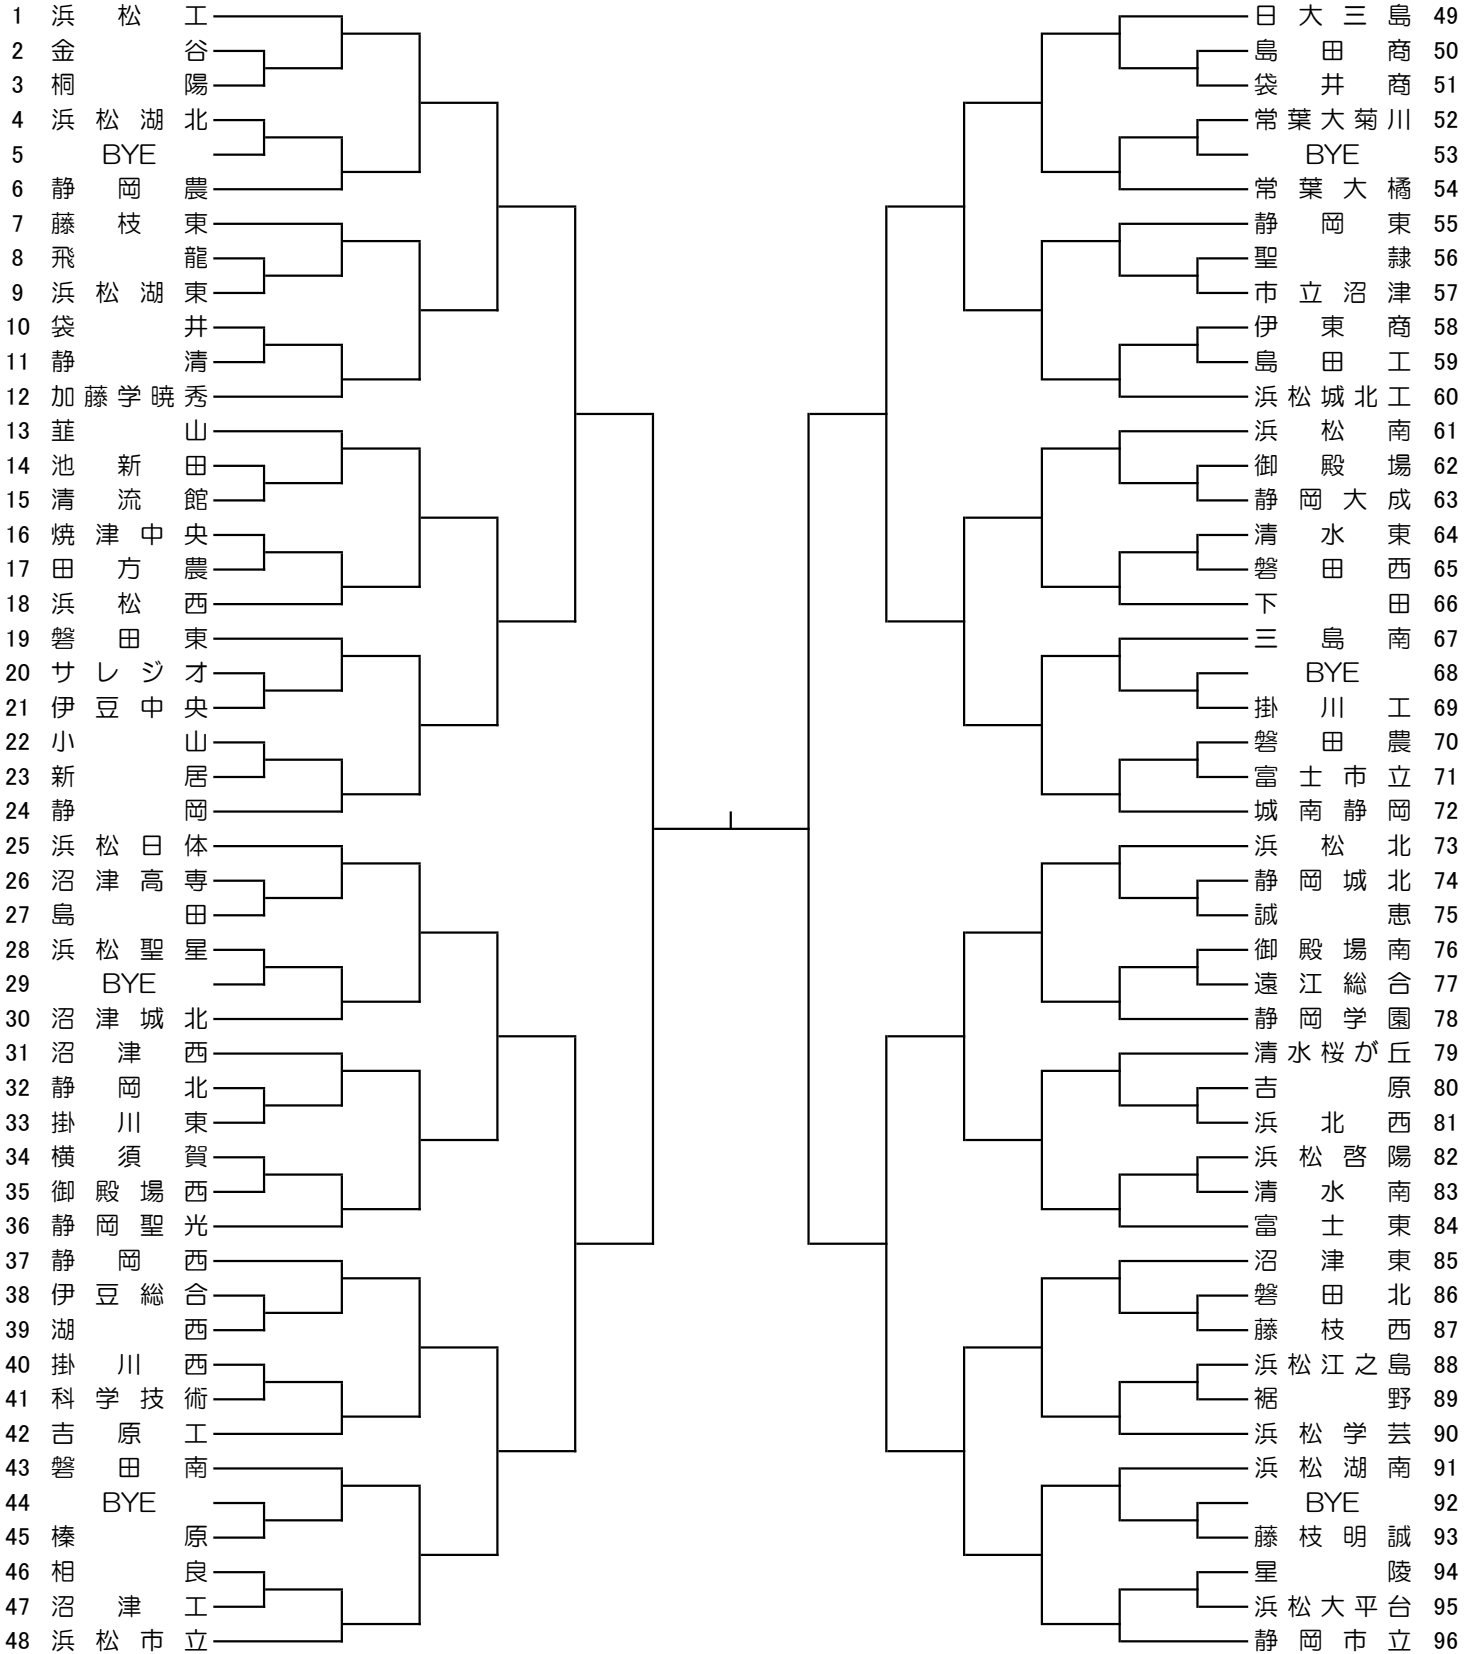 1 浜松工
2 金谷
3 桐陽
4 浜松湖北
5 BYE
6 静岡農
7 藤枝東
8 飛龍
9 浜松湖東
10 袋井
11 静清
12 加藤学暁秀
13 韮山
14 池新田
15 清流館
16 焼津中央
17 田方農
18 浜松西
19 磐田東
20 サレジオ
21 伊豆中央
22 小山
23 新居
24 静岡
25 浜松日体
26 沼津高専
27 島田
28 浜松聖星
29 BYE
30 沼津城北
31 沼津西
32 静岡北
33 掛川東
34 横須賀
35 御殿場西
36 静岡聖光
37 静岡西
38 伊豆総合
39 湖西
40 掛川西
41 科学技術
42 吉原工
43 磐田南
44 BYE
45 榛原
46 相良
47 沼津工
48 浜松市立
日大三島 49
島田商 50
袋井商 51
常葉大菊川 52
BYE 53
常葉大橘 54
静岡東 55
聖隷 56
市立沼津 57
伊東商 58
島田工 59
浜松城北工 60
浜松南 61
御殿場 62
静岡大成 63
清水東 64
磐田西 65
下田 66
三島南 67
BYE 68
掛川工 69
磐田農 70
富士市立 71
城南静岡 72
浜松北 73
静岡城北 74
誠恵 75
御殿場南 76
遠江総合 77
静岡学園 78
清水桜が丘 79
吉原 80
浜北西 81
浜松啓陽 82
清水南 83
富士東 84
沼津東 85
磐田北 86
藤枝西 87
浜松江之島 88
裾野 89
浜松学芸 90
浜松湖南 91
BYE 92
藤枝明誠 93
星陵 94
浜松大平台 95
静岡市立 96